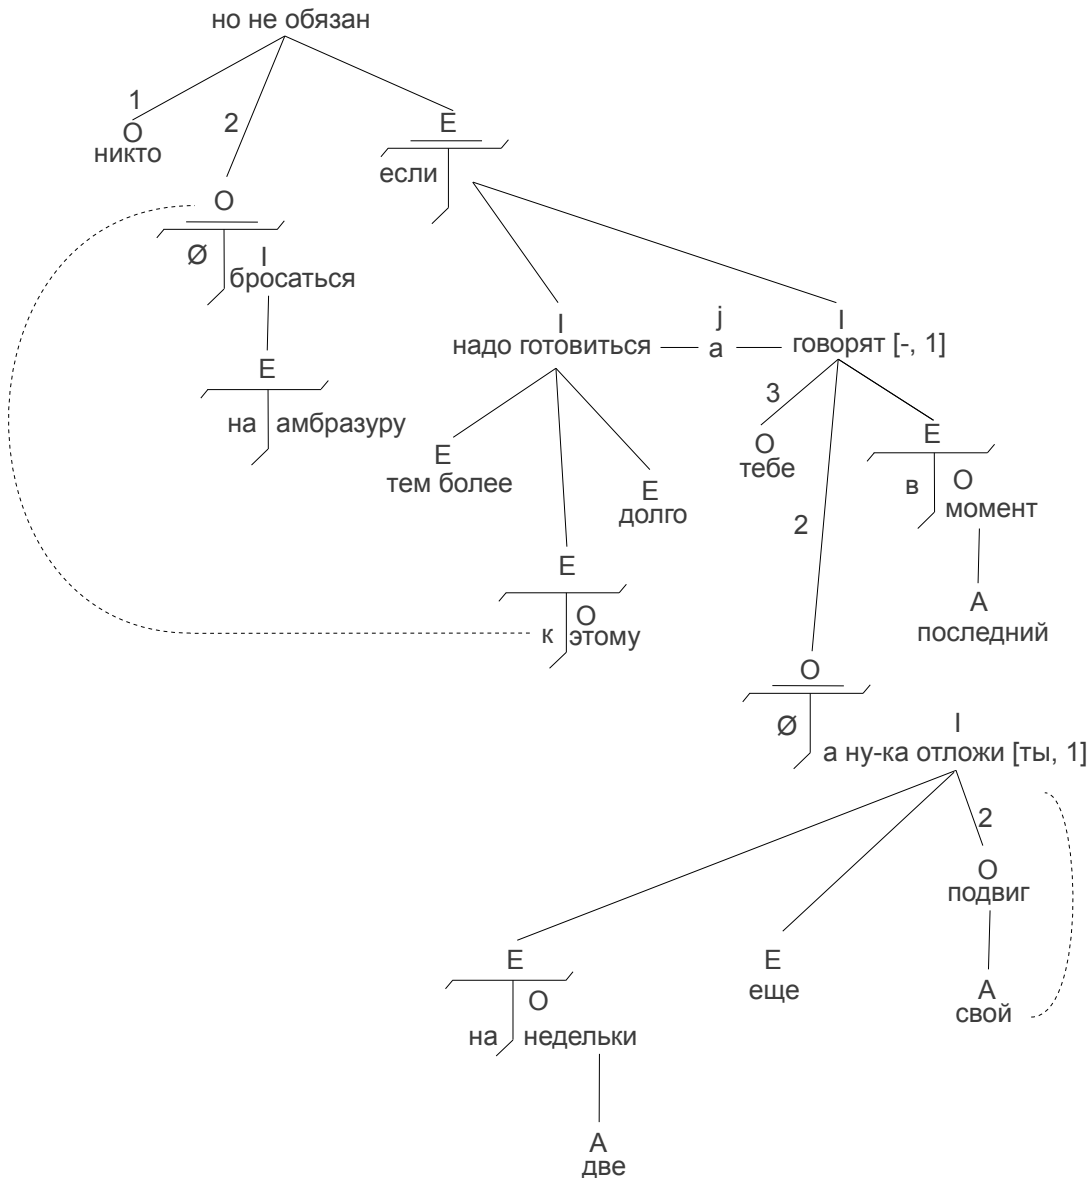 но не обязан
1
O
никто
2
E
если
O
Ø
I
бросаться
E
на амбразуру
I
надо готовиться
j
а
I
говорят [-, 1]
3
O
тебе
E
в
O
момент
E
тем более
E
долго
2
E
к
O
этому
A
последний
O
Ø
I
а ну-ка отложи [ты, 1]
2
O
подвиг
E
на
O
недельки
E
еще
A
свой
A
две